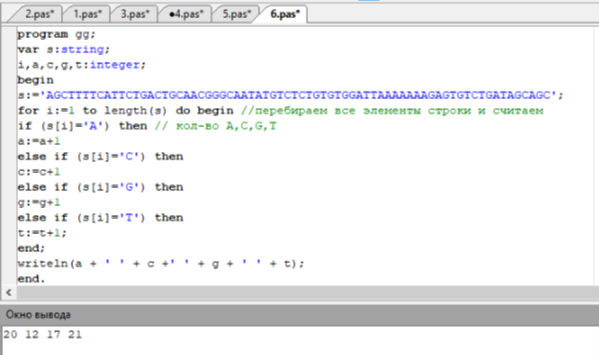 2.pas* 1.pas* 3.pas* ●4.pas* 5.pas* 6.pas*
program gg;
var s:string;
i,a,c,g,t:integer;
begin
s:='AGCTTTTCATTCTGACTGCAACGGGCAATATGTCTCTGTGTGGATTAAAAAAAGAGTGTCTGATAGCAGC';
for i:=1 to length(s) do begin //перебираем все элементы строки и считаем
if (s[i]='A') then // кол-во A,C,G,T
a:=a+1
else if (s[i]='C') then
c:=c+1
else if (s[i]='G') then
g:=g+1
else if (s[i]='T') then
t:=t+1;
end;
writeln(a + ' ' + c +' ' + g + ' ' + t);
end.
Окно вывода
20 12 17 21